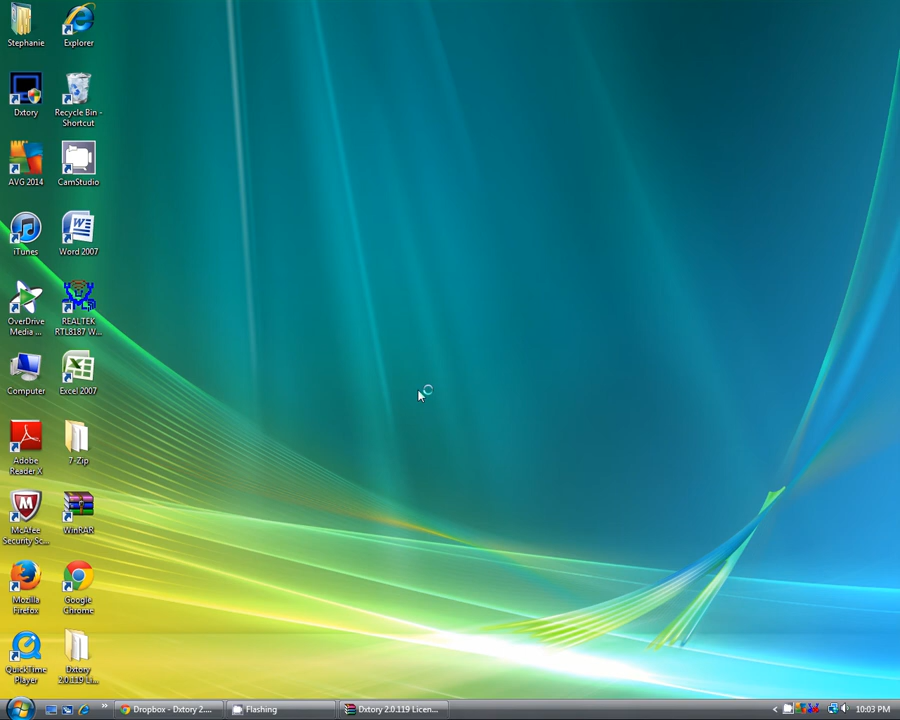 Stephanie
Explorer
Dxtory
Recycle Bin -
Shortcut
AVG 2014
CamStudio
iTunes
Word 2007
OverDrive
Media ...
REALTEK
RTL8187 W...
Computer
Excel 2007
Adobe
Reader X
7-Zip
McAfee
Security Sc...
WinRAR
Mozilla
Firefox
Google
Chrome
QuickTime
Player
Dxtory
2.0.119 Li...
Dropbox - Dxtory 2....
Flashing
Dxtory 2.0.119 Licen...
10:03 PM